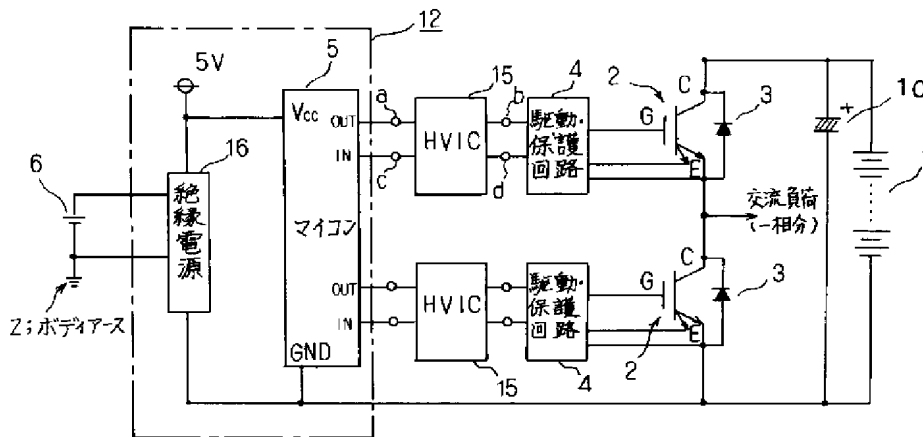 12
5V
5
15
4
2
C
3
10
Vcc
OUT
a
HVIC
b
駆動・
保護
回路
G
E
16
IN
c
d
6
絶縁電源
マイコン
交流負荷
(一相分)
C
OUT
HVIC
駆動・
保護
回路
G
3
IN
E
Z;ボディアース
GND
15
4
2